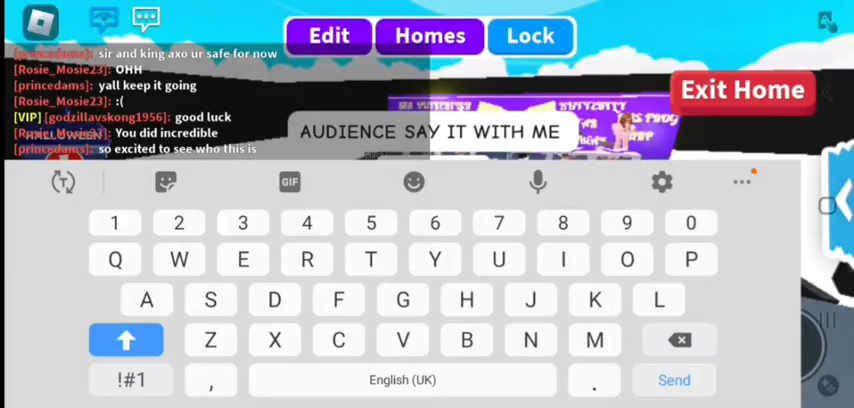 Edit
Homes
Lock
[princedams]: sir and king axo ur safe for now
[Rosie_Mosie23]: OHH
[princedams]: yall keep it going
[Rosie_Mosie23]: :(
[VIP] [godzillavskong1956]: good luck
[Rosie_Mosie23]: You did incredible
HALLOWEEN
[princedams]: so excited to see who this is
Exit Home
AUDIENCE SAY IT WITH ME
T
GIF
1 2 3 4 5 6 7 8 9 0
Q W E R T Y U I O P
A S D F G H J K L
Z X C V B N M
!#1 , English (UK) . Send